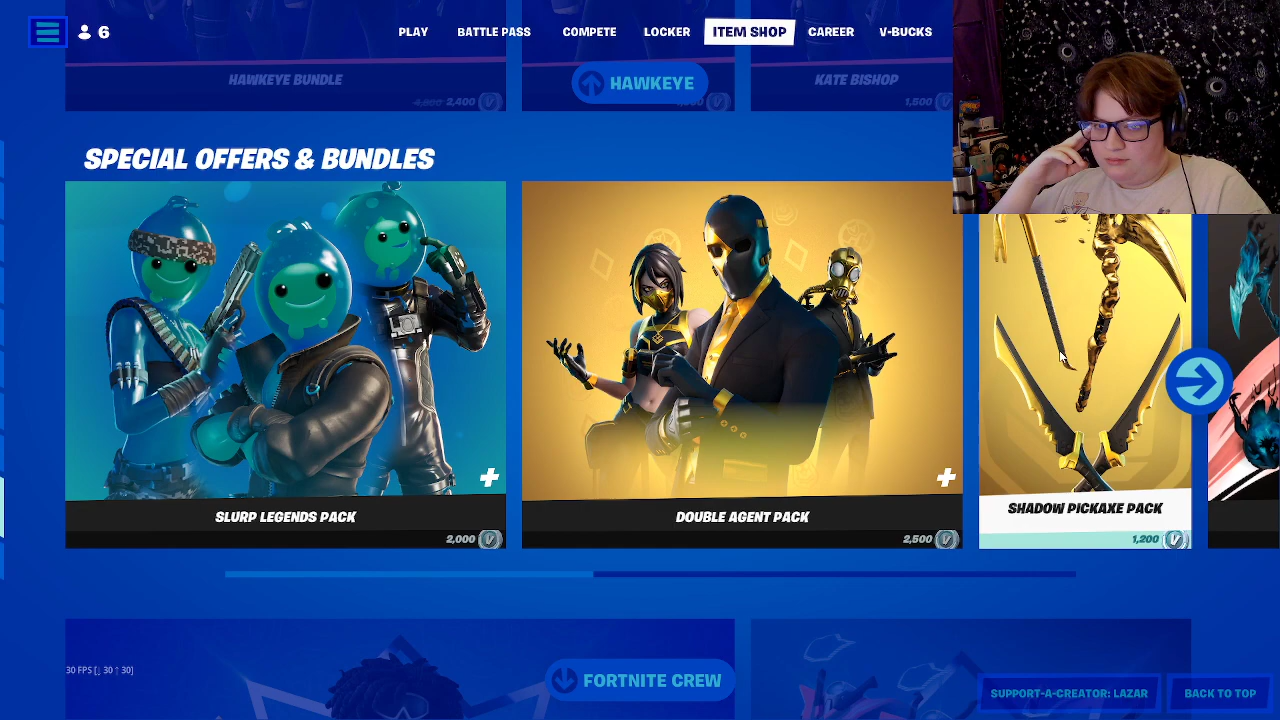 6
PLAY
BATTLE PASS
COMPETE
LOCKER
ITEM SHOP
CAREER
V-BUCKS
HAWKEYE BUNDLE
2,400
HAWKEYE
KATE BISHOP
1,500
SPECIAL OFFERS & BUNDLES
SLURP LEGENDS PACK
2,000
DOUBLE AGENT PACK
2,500
SHADOW PICKAXE PACK
1,200
30 FPS [↓ 30 ↑ 30]
FORTNITE CREW
SUPPORT-A-CREATOR: LAZAR
BACK TO TOP